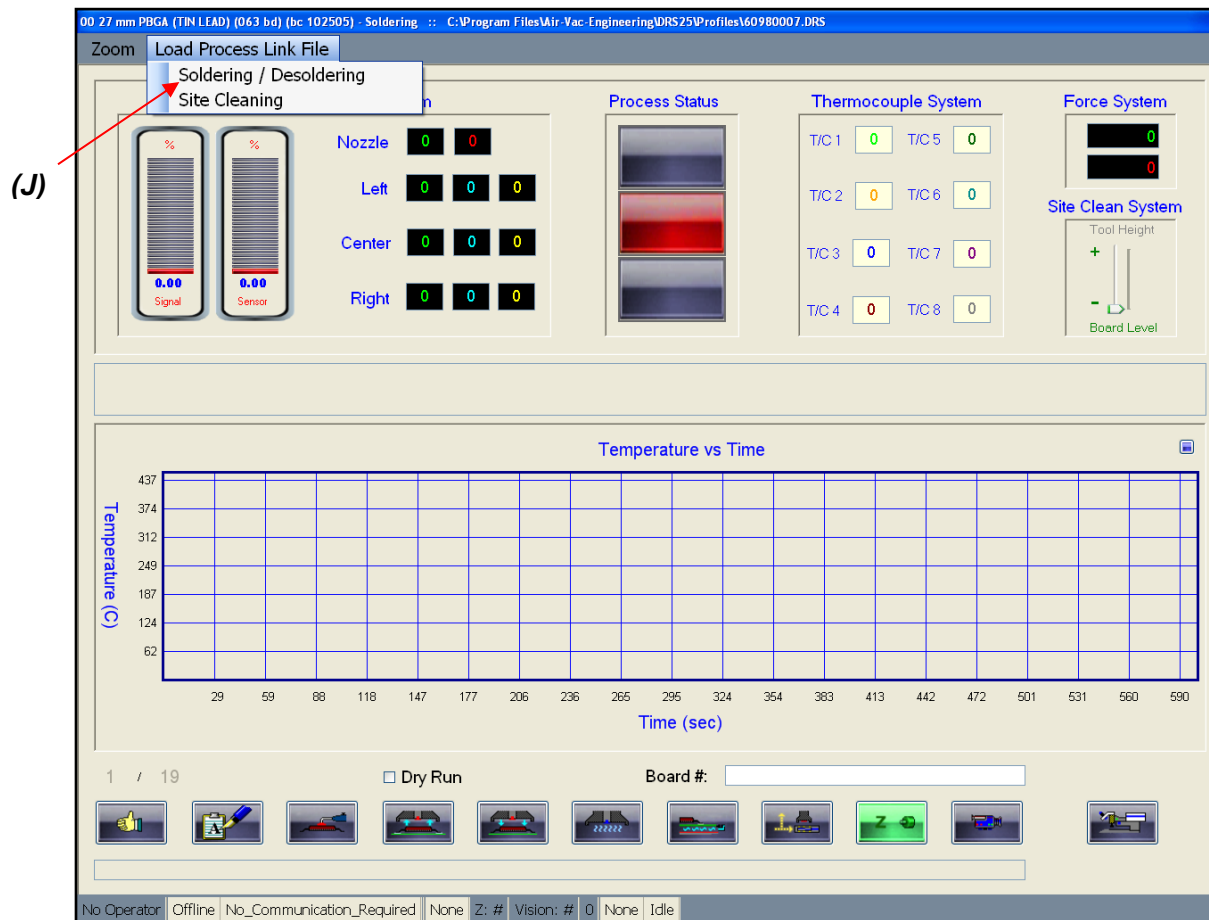 00 27 mm PBGA (TIN LEAD) (063 bd) (bc 102505) - Soldering :: C:\Program Files\Air-Vac-Engineering\DRS25\Profiles\60980007.DRS
Zoom Load Process Link File
Soldering / Desoldering
Site Cleaning
(J)
% %
0.00 0.00
Signal Sensor
Nozzle 0 0
Left 0 0 0
Center 0 0 0
Right 0 0 0
Process Status
Thermocouple System
T/C 1 0 T/C 5 0
T/C 2 0 T/C 6 0
T/C 3 0 T/C 7 0
T/C 4 0 T/C 8 0
Force System
0
0
Site Clean System
Tool Height
+
-
Board Level
Temperature vs Time
Temperature (C)
437
374
312
249
187
124
62
29 59 88 118 147 177 206 236 265 295 324 354 383 413 442 472 501 531 560 590
Time (sec)
1 / 19
Dry Run
Board #:
A
Z
No Operator Offline No_Communication_Required None Z: # Vision: # 0 None Idle